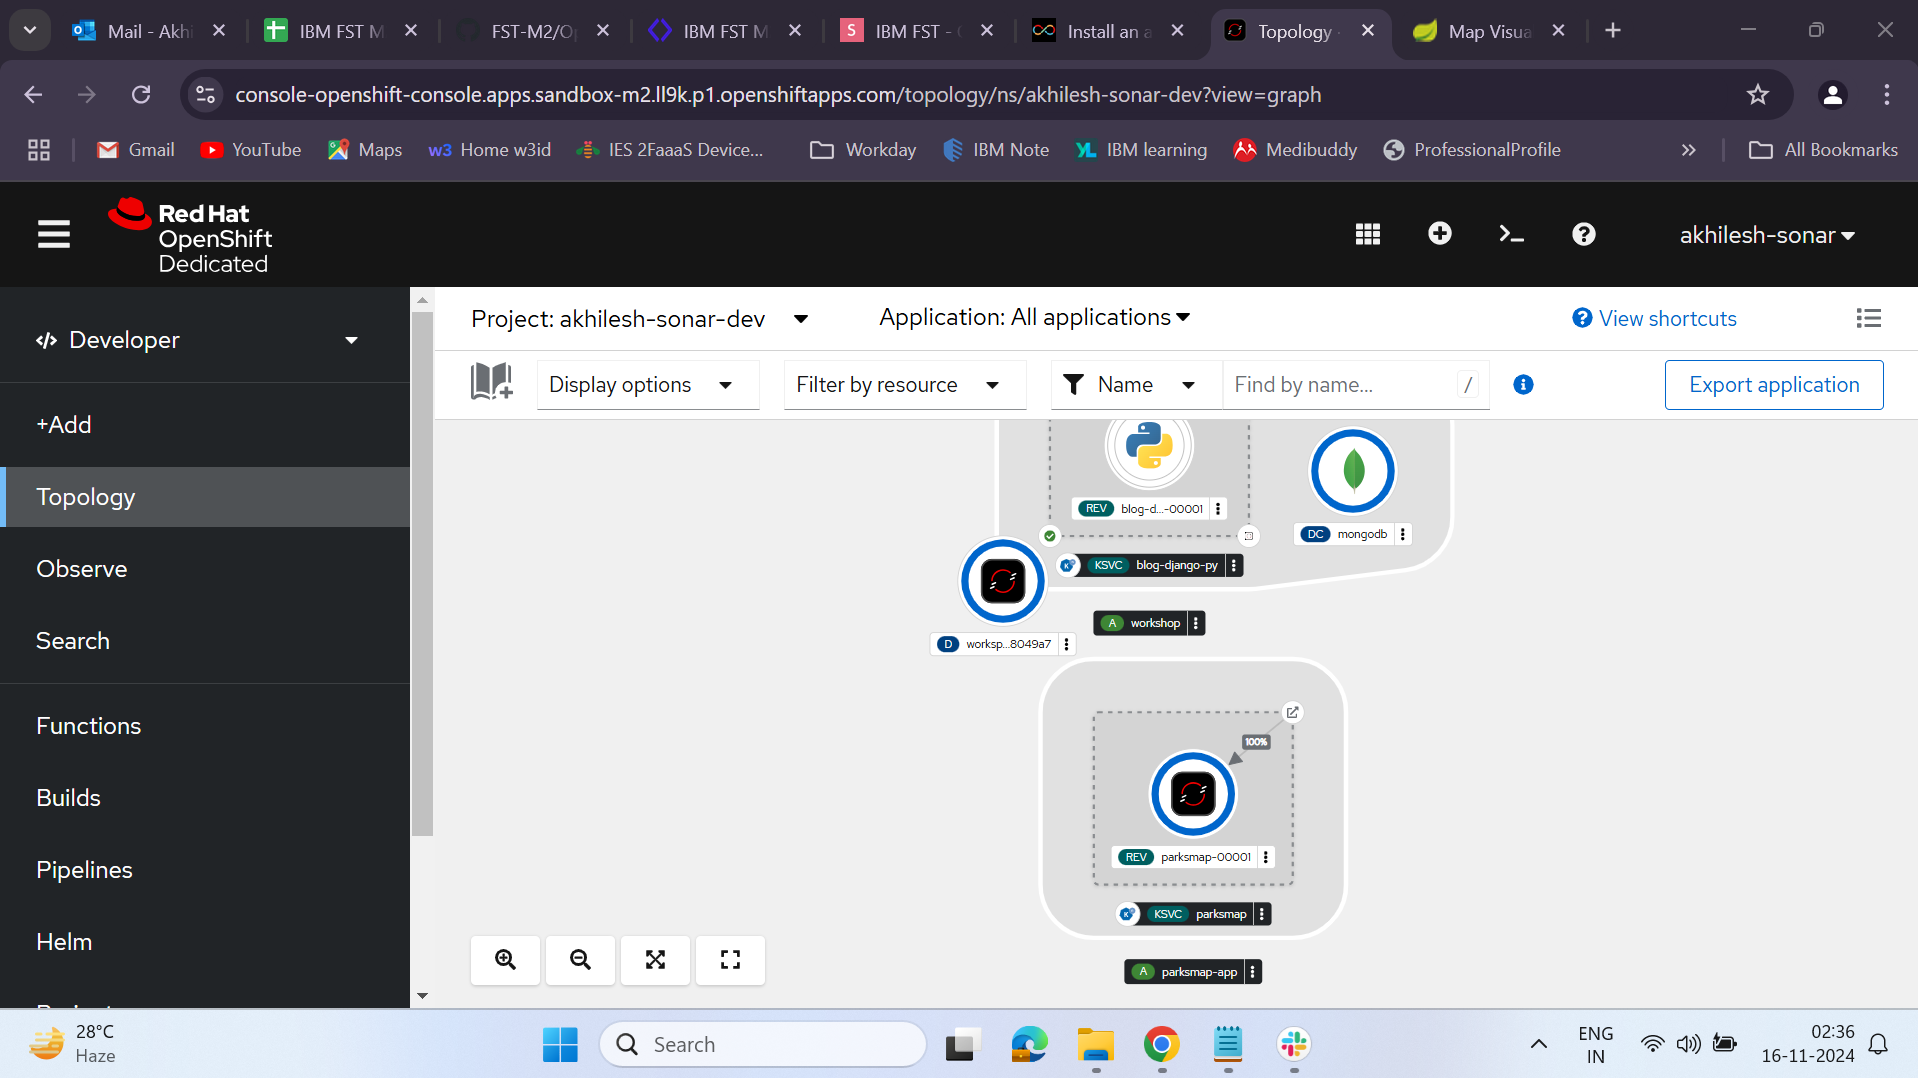 Mail - Akhi
IBM FST M
FST-M2/O
IBM FST M
IBM FST -
Install an a
Topology
Map Visua
console-openshift-console.apps.sandbox-m2.ll9k.p1.openshiftapps.com/topology/ns/akhilesh-sonar-dev?view=graph
Gmail
YouTube
Maps
w3 Home w3id
IES 2FaaaS Device...
Workday
IBM Note
YL IBM learning
Medibuddy
ProfessionalProfile
»
All Bookmarks
Red Hat
OpenShift
Dedicated
akhilesh-sonar
Developer
+Add
Topology
Observe
Search
Functions
Builds
Pipelines
Helm
Project: akhilesh-sonar-dev
Application: All applications
View shortcuts
Display options
Filter by resource
Name
Find by name...
/
Export application
REV blog-d...-00001
DC mongodb
KSVC blog-django-py
A workshop
D worksp...8049a7
100%
REV parksmap-00001
KSVC parksmap
A parksmap-app
28°C
Haze
Search
ENG
IN
02:36
16-11-2024